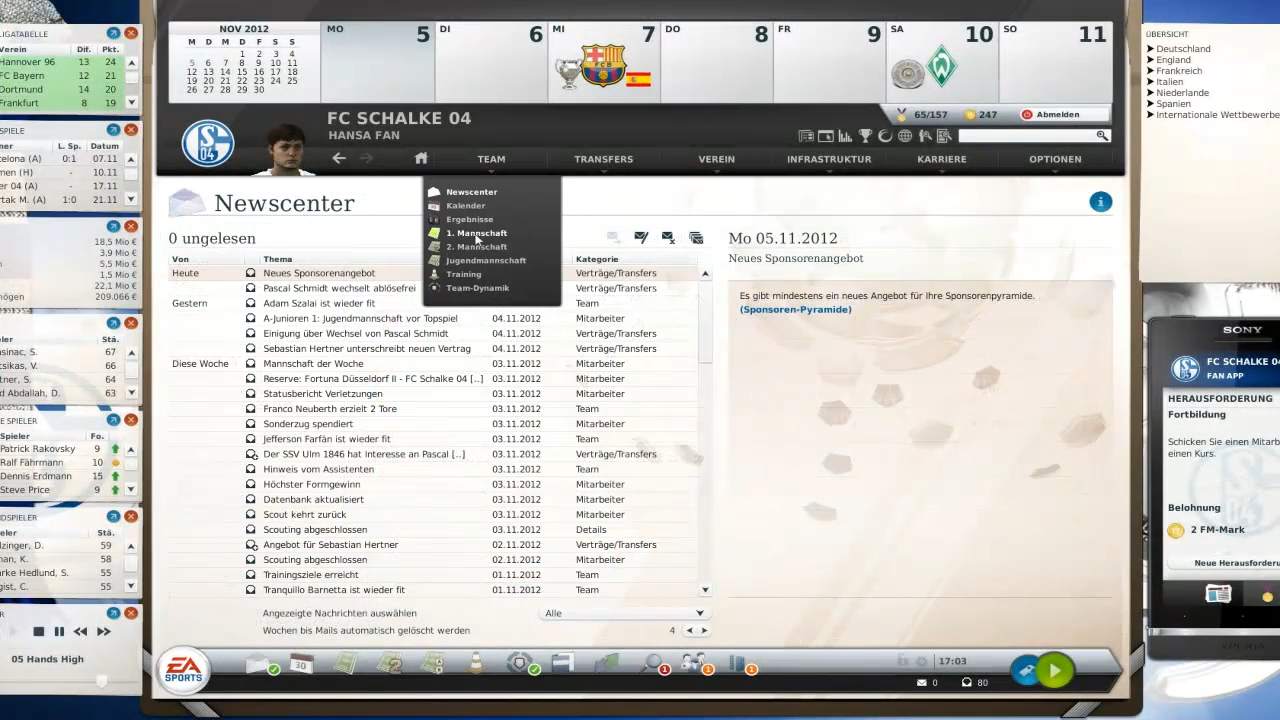 LIGATABELLE
Verein Dif. Pkt.
Hannover 96 13 24
FC Bayern 12 21
Dortmund 14 20
Frankfurt 8 19
SPIELE
L. Sp. Datum
celona (A) 0:1 07.11
men (H) - 10.11
er 04 (A) - 17.11
rtak M. (A) 1:0 21.11
18,5 Mio €
3,9 Mio €
5,5 Mio €
1,5 Mio €
22,1 Mio €
mögen 209.066 €
Stä.
asinac, S. 67
tsikas, V. 66
tner, S. 64
d Abdallah, D. 63
E SPIELER
Spieler Fo.
Patrick Rakovsky 9
Ralf Fährmann 10
Dennis Erdmann 15
Steve Price 9
NDSPIELER
eler Stä.
lzinger, D. 59
nan, K. 58
arke Hedlund, S. 55
gist, C. 55
05 Hands High
NOV 2012
M D M D F S S
1 2 3 4
5 6 7 8 9 10 11
12 13 14 15 16 17 18
19 20 21 22 23 24 25
26 27 28 29 30
MO 5
DI 6
MI 7
DO 8
FR 9
SA 10
SO 11
FCB
S 04
FC SCHALKE 04
HANSA FAN
65/157 247 Abmelden
TEAM TRANSFERS VEREIN INFRASTRUKTUR KARRIERE OPTIONEN
Newscenter
Kalender
Ergebnisse
1. Mannschaft
2. Mannschaft
Jugendmannschaft
Training
Team-Dynamik
Newscenter
0 ungelesen
Von Thema Kategorie
Heute Neues Sponsorenangebot Verträge/Transfers
Pascal Schmidt wechselt ablösefrei Verträge/Transfers
Gestern Adam Szalai ist wieder fit Team
A-Junioren 1: Jugendmannschaft vor Topspiel 04.11.2012 Mitarbeiter
Einigung über Wechsel von Pascal Schmidt 04.11.2012 Verträge/Transfers
Sebastian Hertner unterschreibt neuen Vertrag 04.11.2012 Verträge/Transfers
Diese Woche Mannschaft der Woche 03.11.2012 Mitarbeiter
Reserve: Fortuna Düsseldorf II - FC Schalke 04 [..] 03.11.2012 Mitarbeiter
Statusbericht Verletzungen 03.11.2012 Mitarbeiter
Franco Neuberth erzielt 2 Tore 03.11.2012 Team
Sonderzug spendiert 03.11.2012 Mitarbeiter
Jefferson Farfán ist wieder fit 03.11.2012 Team
Der SSV Ulm 1846 hat Interesse an Pascal [..] 03.11.2012 Verträge/Transfers
Hinweis vom Assistenten 03.11.2012 Team
Höchster Formgewinn 03.11.2012 Mitarbeiter
Datenbank aktualisiert 03.11.2012 Mitarbeiter
Scout kehrt zurück 03.11.2012 Mitarbeiter
Scouting abgeschlossen 03.11.2012 Details
Angebot für Sebastian Hertner 02.11.2012 Verträge/Transfers
Scouting abgeschlossen 02.11.2012 Mitarbeiter
Trainingsziele erreicht 01.11.2012 Team
Tranquillo Barnetta ist wieder fit 01.11.2012 Team
Angezeigte Nachrichten auswählen Alle
Wochen bis Mails automatisch gelöscht werden 4
Mo 05.11.2012
Neues Sponsorenangebot
Es gibt mindestens ein neues Angebot für Ihre Sponsorenpyramide.
(Sponsoren-Pyramide)
EA
SPORTS
30
2
1
1
1
17:03
0 80
ÜBERSICHT
Deutschland
England
Frankreich
Italien
Niederlande
Spanien
Internationale Wettbewerbe
SONY
FC SCHALKE 04
FAN APP
HERAUSFORDERUNG
Fortbildung
Schicken Sie einen Mitarb
einen Kurs.
Belohnung
2 FM-Mark
Neue Herausforderu
XPERIA